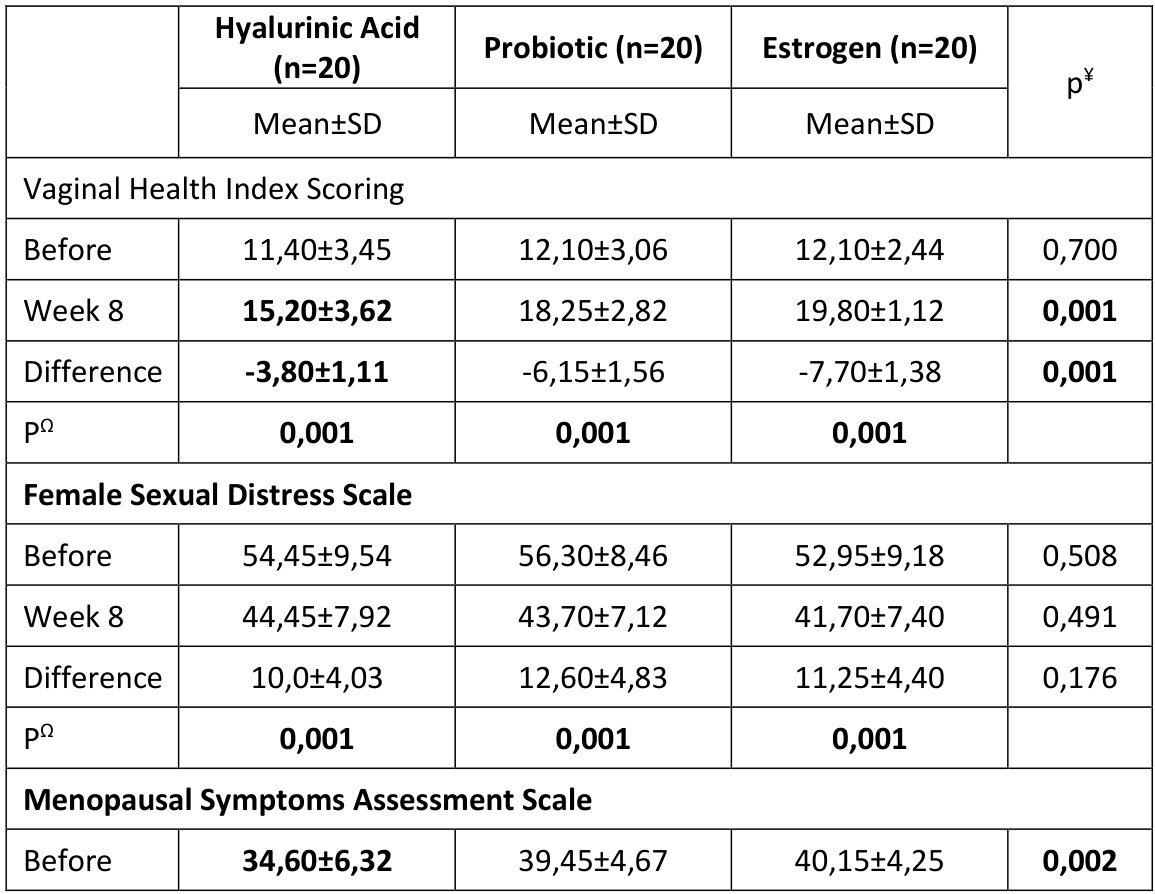 Hyalurinic Acid (n=20) Probiotic (n=20) Estrogen (n=20) p¥
Mean±SD Mean±SD Mean±SD
Vaginal Health Index Scoring
Before 11,40±3,45 12,10±3,06 12,10±2,44 0,700
Week 8 15,20±3,62 18,25±2,82 19,80±1,12 0,001
Difference -3,80±1,11 -6,15±1,56 -7,70±1,38 0,001
PΩ 0,001 0,001 0,001
Female Sexual Distress Scale
Before 54,45±9,54 56,30±8,46 52,95±9,18 0,508
Week 8 44,45±7,92 43,70±7,12 41,70±7,40 0,491
Difference 10,0±4,03 12,60±4,83 11,25±4,40 0,176
PΩ 0,001 0,001 0,001
Menopausal Symptoms Assessment Scale
Before 34,60±6,32 39,45±4,67 40,15±4,25 0,002